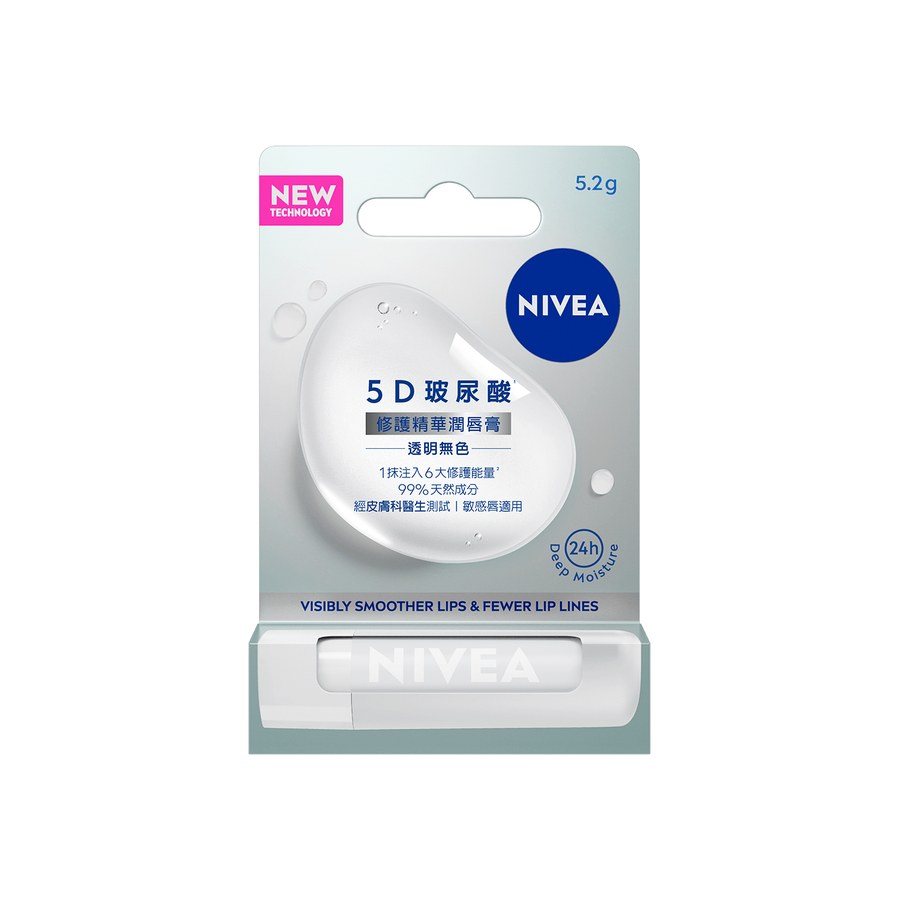 NEW
TECHNOLOGY
5.2g
NIVEA
5D玻尿酸
修護精華潤唇膏
透明無色
1抹注入6大修護能量²
99%天然成分
經皮膚科醫生測試 | 敏感唇適用
24h
Deep Moisture
VISIBLY SMOOTHER LIPS & FEWER LIP LINES
NIVEA